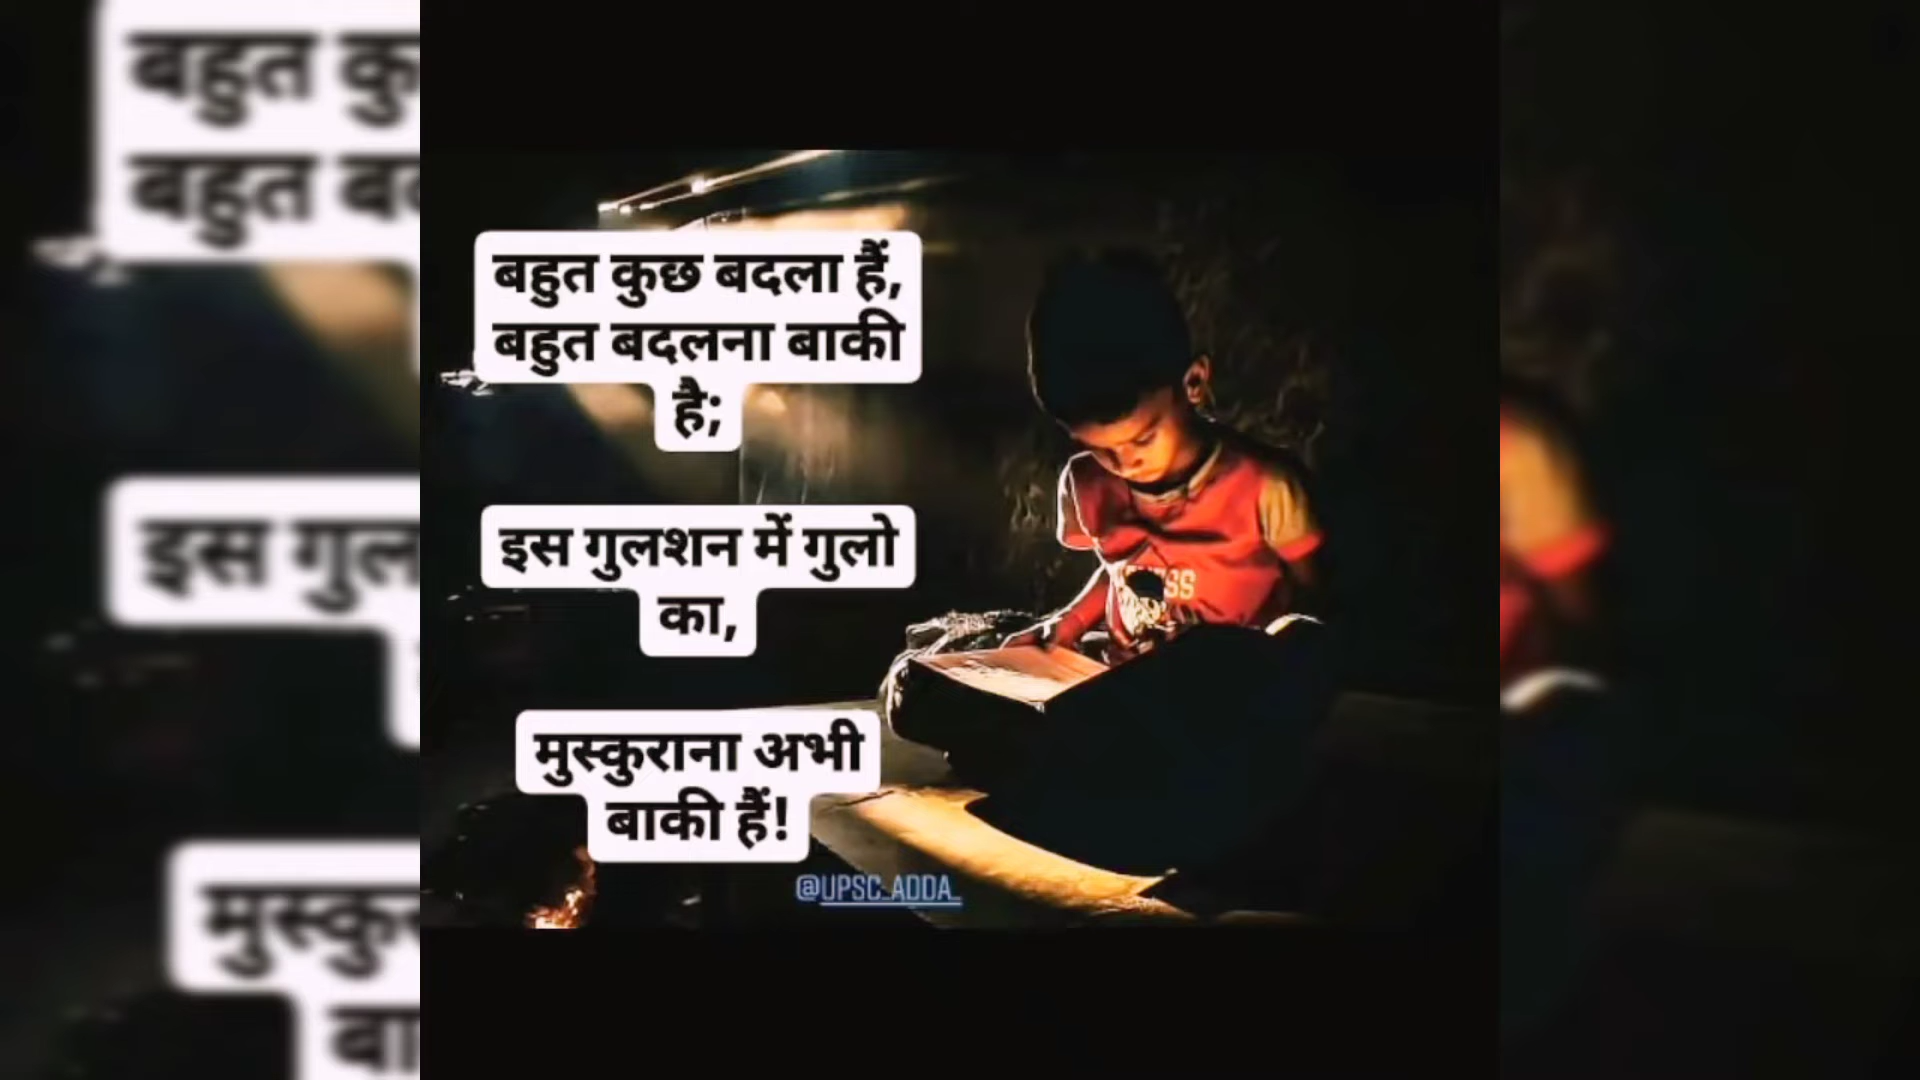 बहुत कुछ बदला हैं,
बहुत बदलना बाकी
है;
इस गुलशन में गुलो
का,
मुस्कुराना अभी
बाकी हैं!
@UPSC_ADDA_